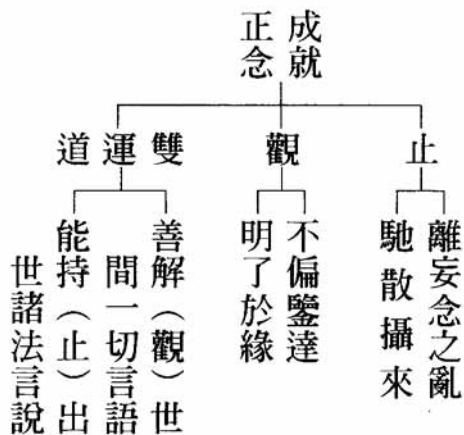 成就
正念
止
離妄念之亂
馳散攝來
觀
不偏鑒達
明了於緣
雙
運
道
善解（觀）世
間一切言語
能持（止）出
世諸法言說